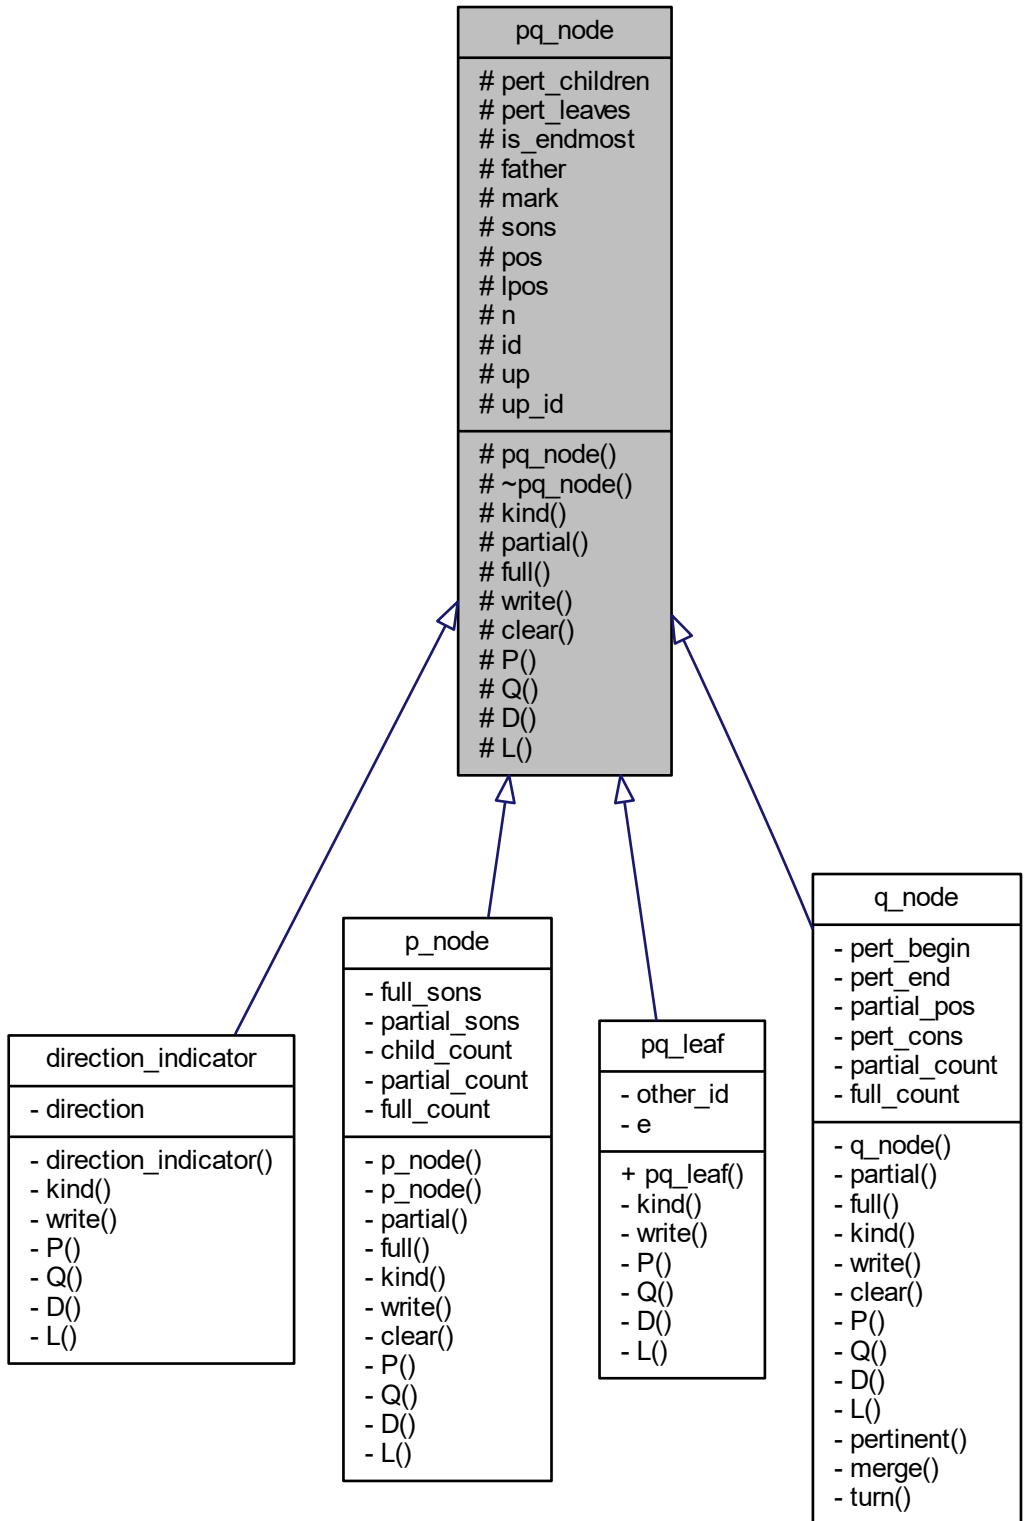 pq_node
# pert_children
# pert_leaves
# is_endmost
# father
# mark
# sons
# pos
# lpos
# n
# id
# up
# up_id
# pq_node()
# ~pq_node()
# kind()
# partial()
# full()
# write()
# clear()
# P()
# Q()
# D()
# L()
direction_indicator
- direction
- direction_indicator()
- kind()
- write()
- P()
- Q()
- D()
- L()
p_node
- full_sons
- partial_sons
- child_count
- partial_count
- full_count
- p_node()
- p_node()
- partial()
- full()
- kind()
- write()
- clear()
- P()
- Q()
- D()
- L()
pq_leaf
- other_id
- e
+ pq_leaf()
- kind()
- write()
- P()
- Q()
- D()
- L()
q_node
- pert_begin
- pert_end
- partial_pos
- pert_cons
- partial_count
- full_count
- q_node()
- partial()
- full()
- kind()
- write()
- clear()
- P()
- Q()
- D()
- L()
- pertinent()
- merge()
- turn()